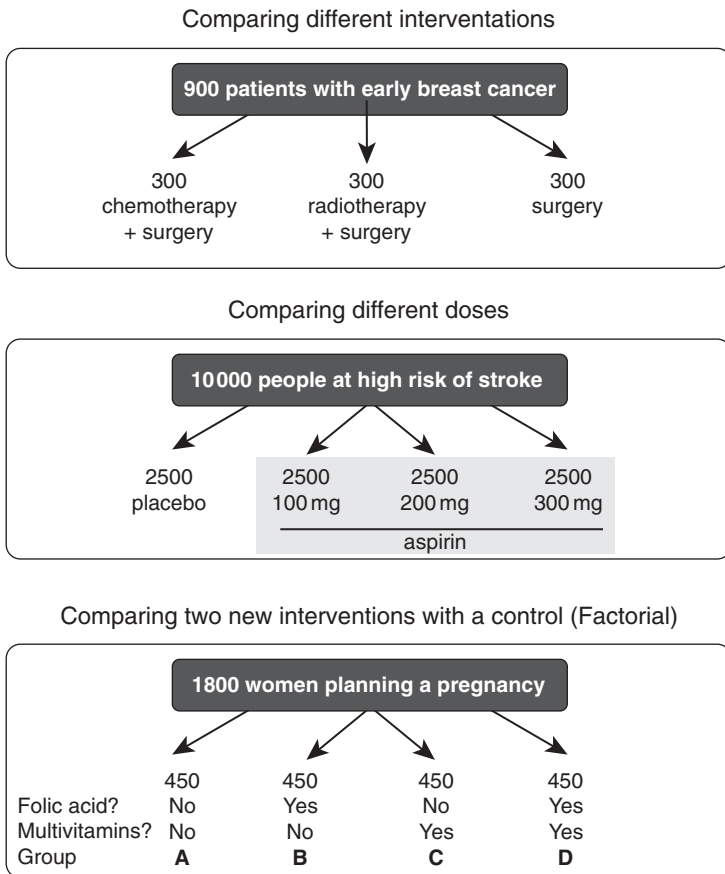 Comparing different interventions
900 patients with early breast cancer
300 300 300
chemotherapy radiotherapy surgery
+ surgery + surgery
Comparing different doses
10 000 people at high risk of stroke
2500 2500 2500 2500
placebo 100 mg 200 mg 300 mg
aspirin
Comparing two new interventions with a control (Factorial)
1800 women planning a pregnancy
450 450 450 450
Folic acid? No Yes No Yes
Multivitamins? No No Yes Yes
Group A B C D